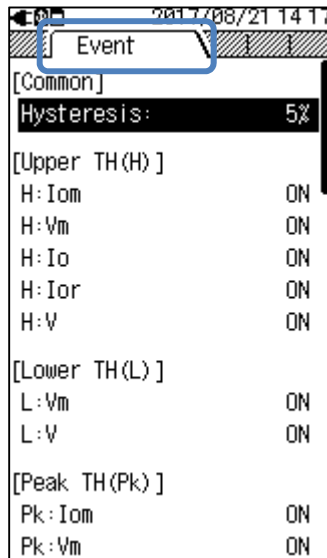 2017/08/21 14:17
Event
[Common]
Hysteresis: 5%
[Upper TH(H)]
H:Iom ON
H:Vm ON
H:Io ON
H:Ior ON
H:V ON
[Lower TH(L)]
L:Vm ON
L:V ON
[Peak TH(Pk)]
Pk:Iom ON
Pk:Vm ON